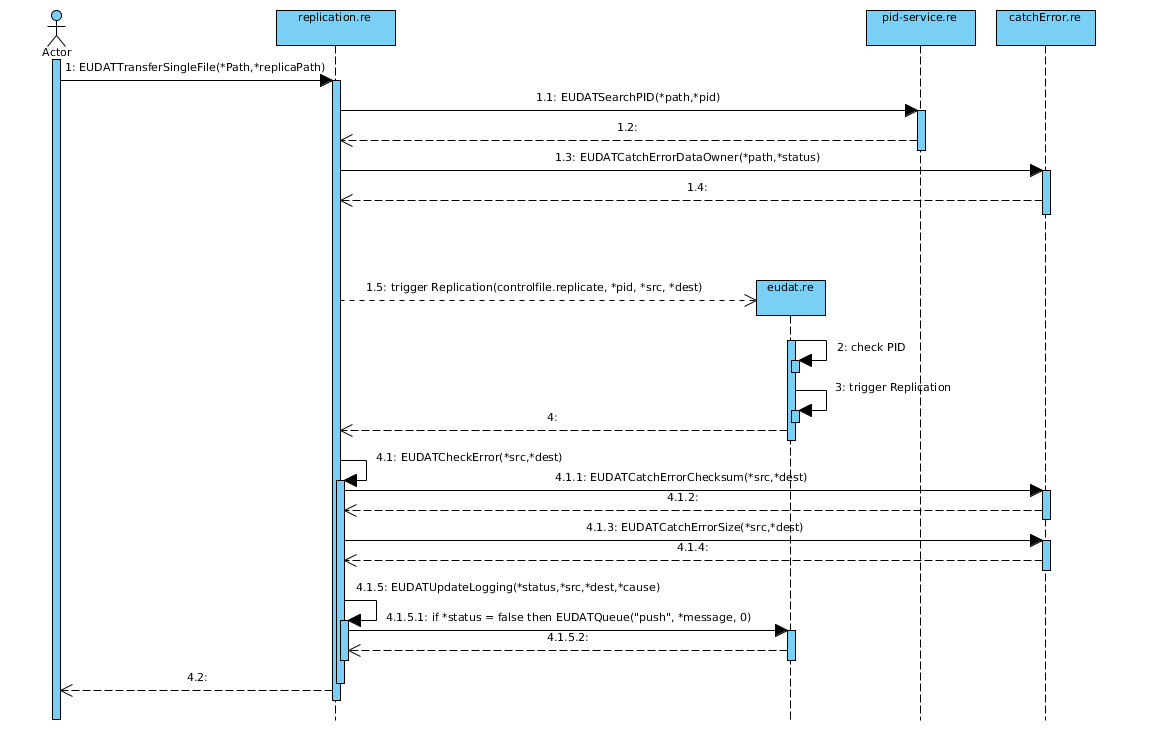 replication.re
pid-service.re
catchError.re
Actor
1: EUDATTransferSingleFile(*Path,*replicaPath)
1.1: EUDATSearchPID(*path,*pid)
1.2:
1.3: EUDATCatchErrorDataOwner(*path,*status)
1.4:
1.5: trigger Replication(controlfile.replicate, *pid, *src, *dest)
eudat.re
2: check PID
3: trigger Replication
4:
4.1: EUDATCheckError(*src,*dest)
4.1.1: EUDATCatchErrorChecksum(*src,*dest)
4.1.2:
4.1.3: EUDATCatchErrorSize(*src,*dest)
4.1.4:
4.1.5: EUDATUpdateLogging(*status,*src,*dest,*cause)
4.1.5.1: if *status = false then EUDATQueue("push", *message, 0)
4.1.5.2:
4.2: